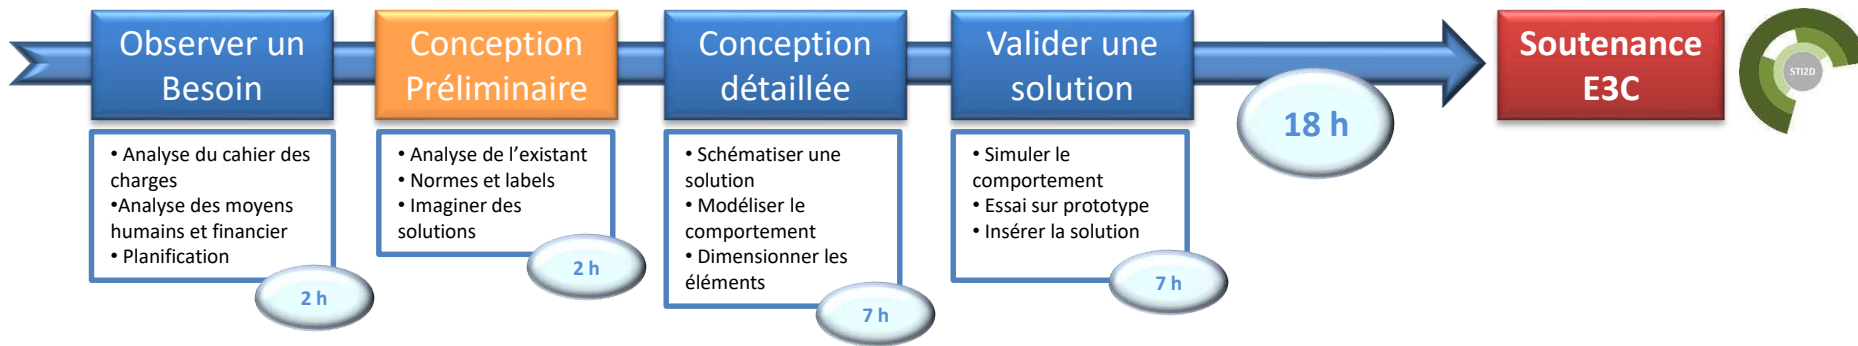 Observer un
Besoin
• Analyse du cahier des
charges
•Analyse des moyens
humains et financier
• Planification
2 h
Conception
Préliminaire
• Analyse de l’existant
• Normes et labels
• Imaginer des
solutions
2 h
Conception
détaillée
• Schématiser une
solution
• Modéliser le
comportement
• Dimensionner les
éléments
7 h
Valider une
solution
• Simuler le
comportement
• Essai sur prototype
• Insérer la solution
7 h
18 h
Soutenance
E3C
STI2D